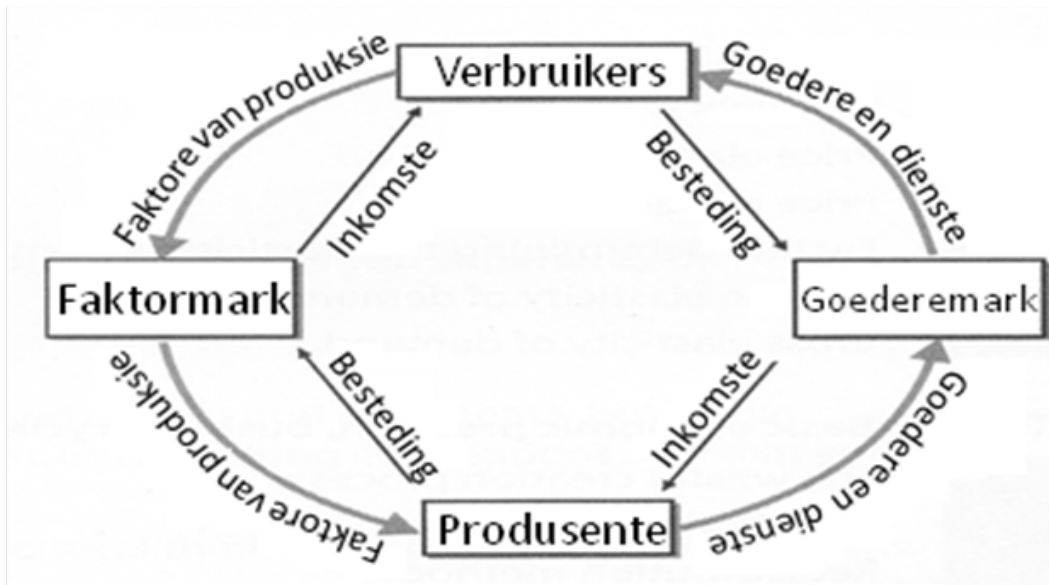 Verbruikers
Faktore van produksie
Goedere en dienste
Inkomste
Besteding
Faktormark
Goederemark
Faktore van produksie
Besteding
Inkomste
Goedere en dienste
Produsente